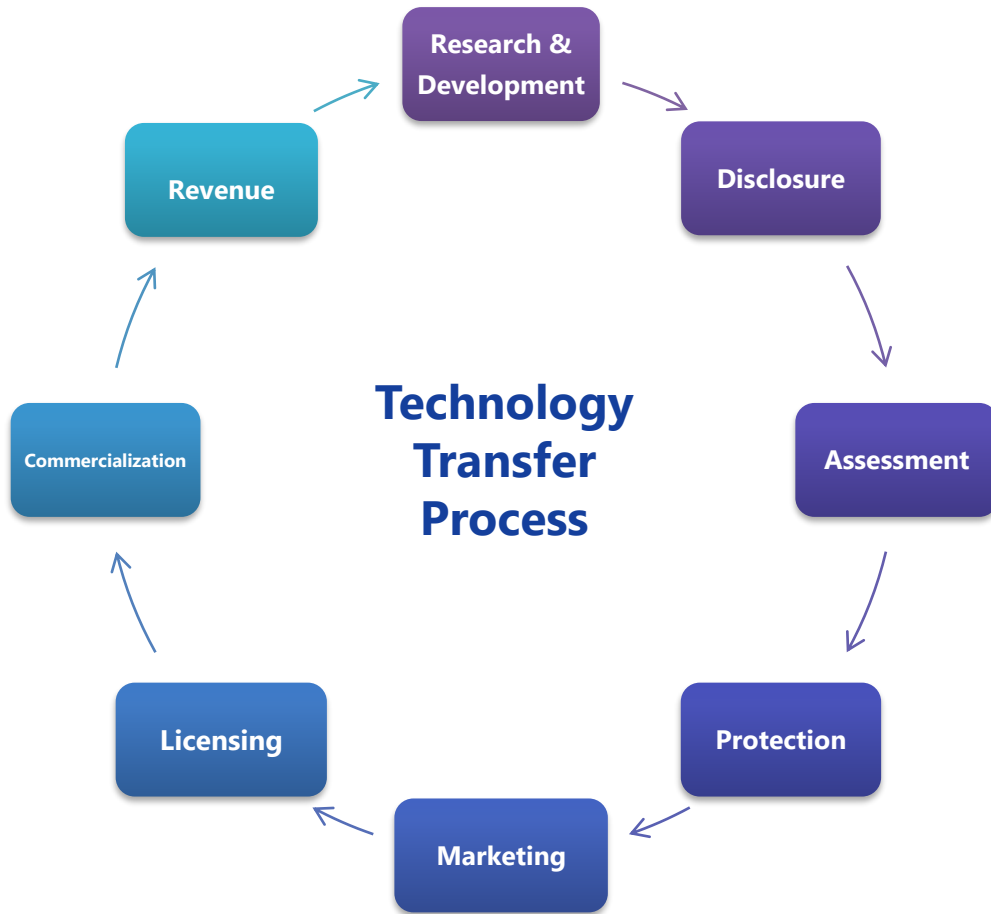 Research &
Development
Disclosure
Assessment
Protection
Marketing
Licensing
Commercialization
Revenue
Technology
Transfer
Process